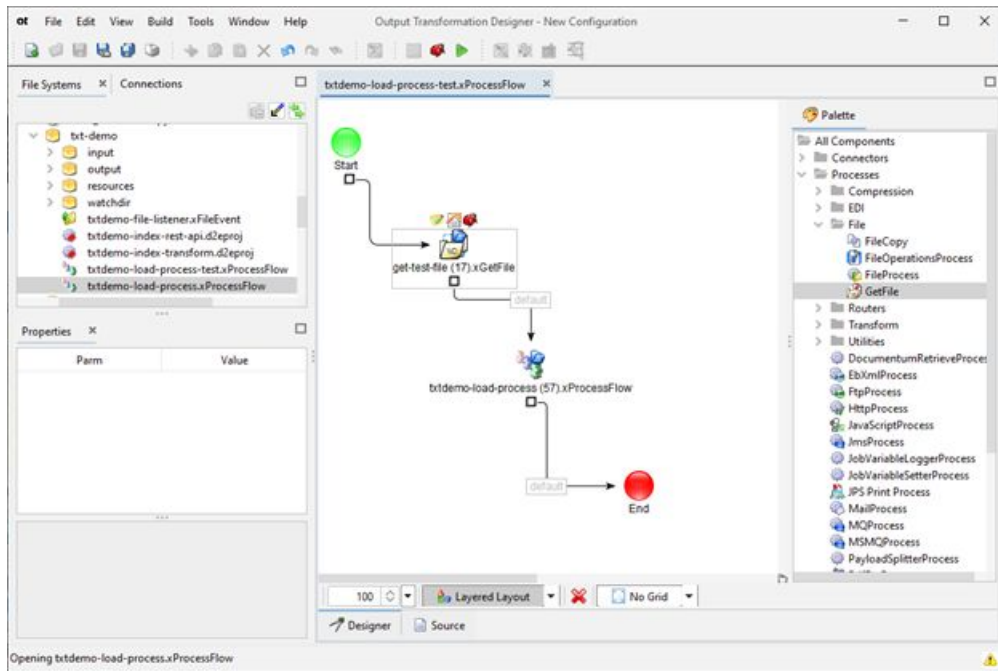 ot File Edit View Build Tools Window Help Output Transformation Designer - New Configuration
File Systems Connections
txt-demo
input
output
resources
watchdir
txtdemo-file-listener.xFileEvent
txtdemo-index-rest-api.d2eproj
txtdemo-index-transform.d2eproj
txtdemo-load-process-test.xProcessFlow
txtdemo-load-process.xProcessFlow
Properties
Parm Value
txtdemo-load-process-test.xProcessFlow
Start
get-test-file (17).xGetFile
default
txtdemo-load-process (57).xProcessFlow
default
End
100 Layered Layout No Grid
Designer Source
Palette
All Components
Connectors
Processes
Compression
EDI
File
FileCopy
FileOperationsProcess
FileProcess
GetFile
Routers
Transform
Utilities
DocumentumRetrieveProces
EbXmlProcess
FtpProcess
HttpProcess
JavaScriptProcess
JmsProcess
JobVariableLoggerProcess
JobVariableSetterProcess
JPS Print Process
MailProcess
MQProcess
MSMQProcess
PayloadSplitterProcess
Opening txtdemo-load-process.xProcessFlow